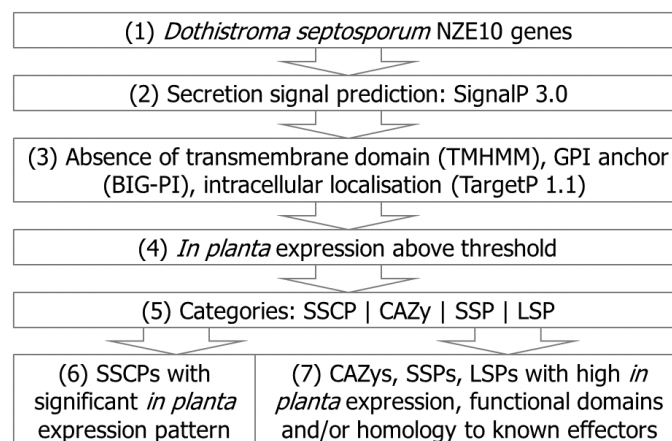 (1) Dothistroma septosporum NZE10 genes
(2) Secretion signal prediction: SignalP 3.0
(3) Absence of transmembrane domain (TMHMM), GPI anchor
(BIG-PI), intracellular localisation (TargetP 1.1)
(4) In planta expression above threshold
(5) Categories: SSCP | CAZy | SSP | LSP
(6) SSCPs with
significant in planta
expression pattern
(7) CAZys, SSPs, LSPs with high in
planta expression, functional domains
and/or homology to known effectors